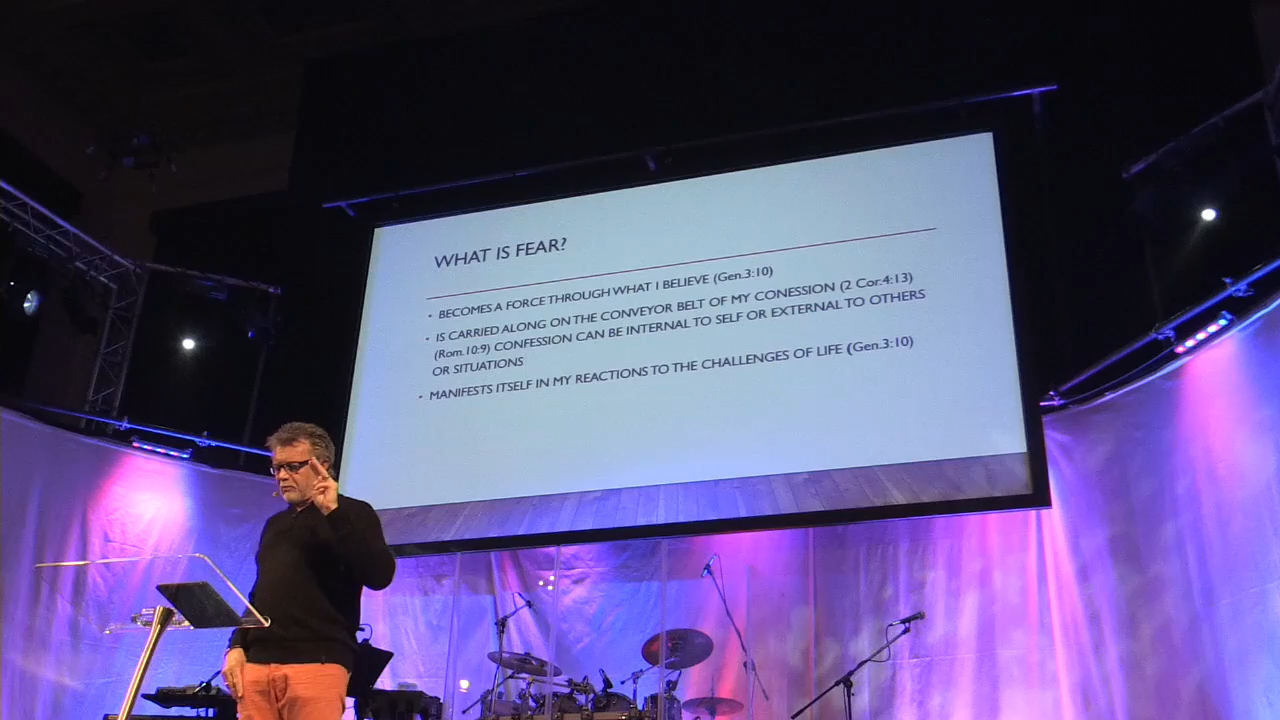 WHAT IS FEAR?
• BECOMES A FORCE THROUGH WHAT I BELIEVE (Gen.3:10)
• IS CARRIED ALONG ON THE CONVEYOR BELT OF MY CONESSION (2 Cor.4:13)
(Rom.10:9) CONFESSION CAN BE INTERNAL TO SELF OR EXTERNAL TO OTHERS
OR SITUATIONS
• MANIFESTS ITSELF IN MY REACTIONS TO THE CHALLENGES OF LIFE (Gen.3:10)